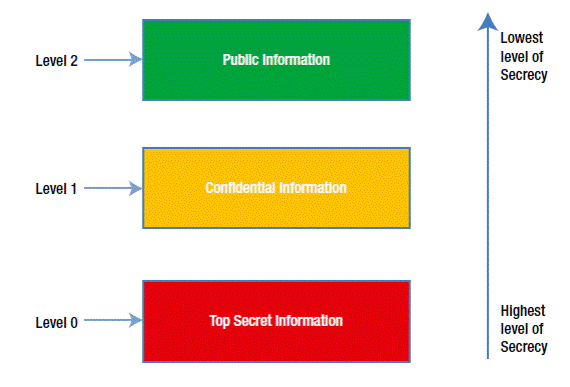 Level 2
Public Information
Lowest
level of
Secrecy
Level 1
Confidential Information
Level 0
Top Secret Information
Highest
level of
Secrecy